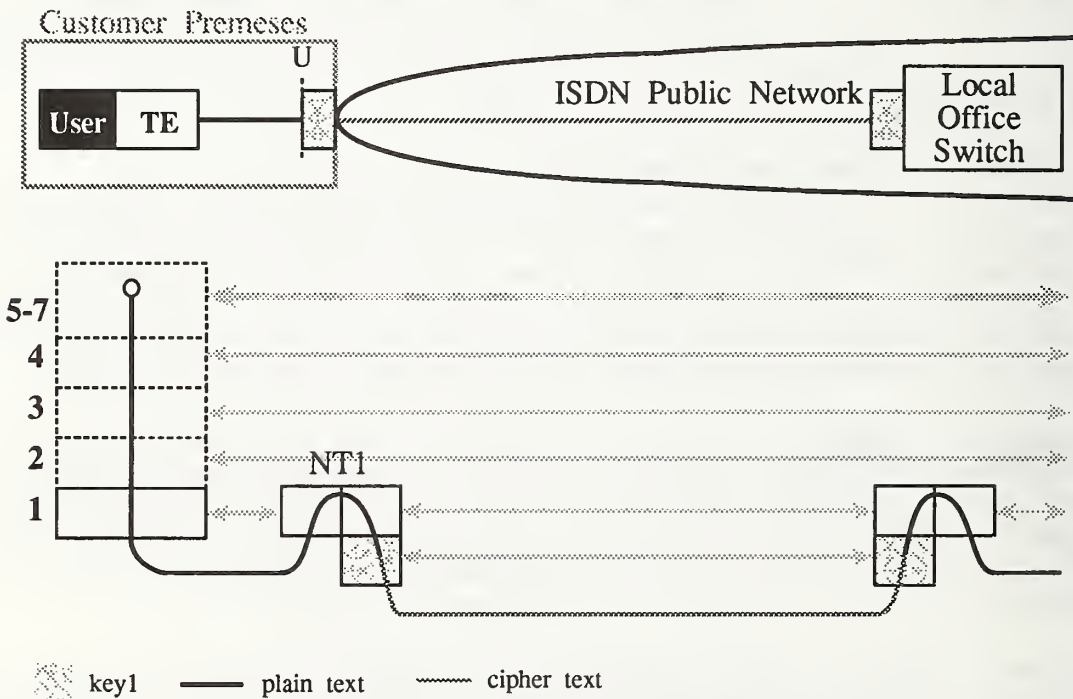 Customer Premeses
U
User TE
ISDN Public Network
Local
Office
Switch
5-7
4
3
2
NT1
1
key1 plain text cipher text